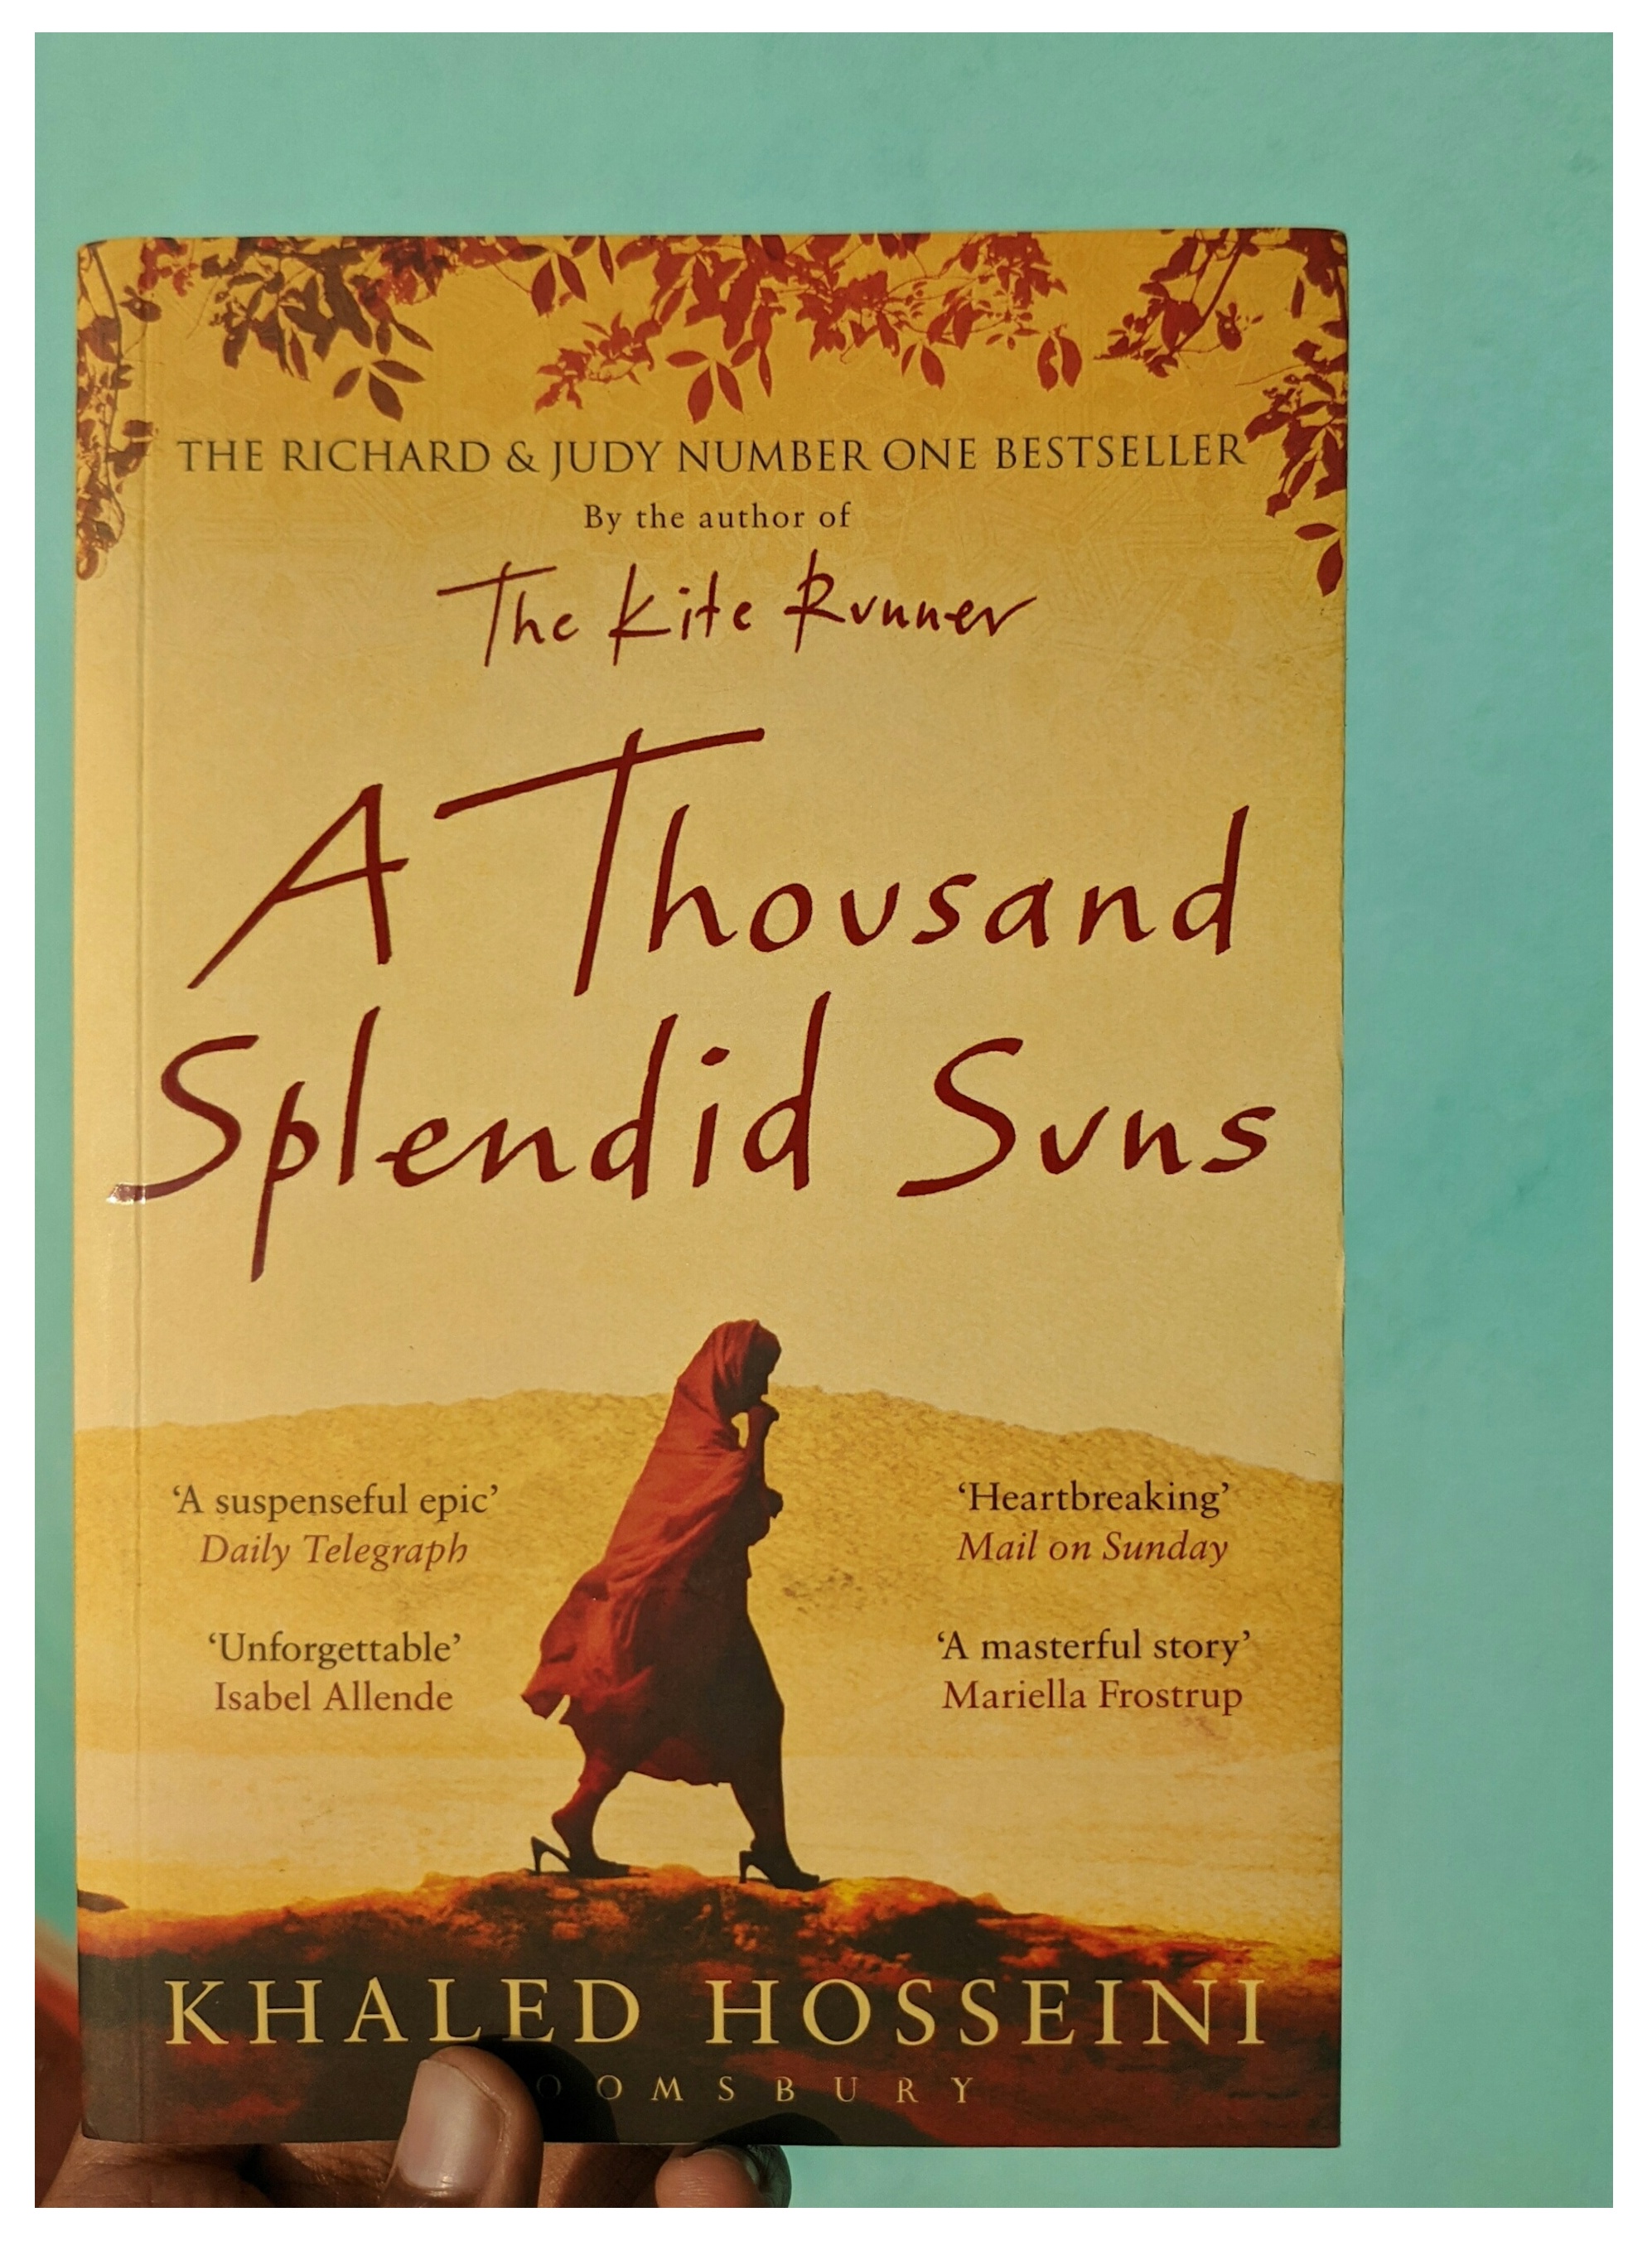 THE RICHARD & JUDY NUMBER ONE BESTSELLER
By the author of
The Kite Runner
A Thousand
Splendid Suns
‘A suspenseful epic’
Daily Telegraph
‘Unforgettable’
Isabel Allende
‘Heartbreaking’
Mail on Sunday
‘A masterful story’
Mariella Frostrup
KHALED HOSSEINI
OOMSBURY